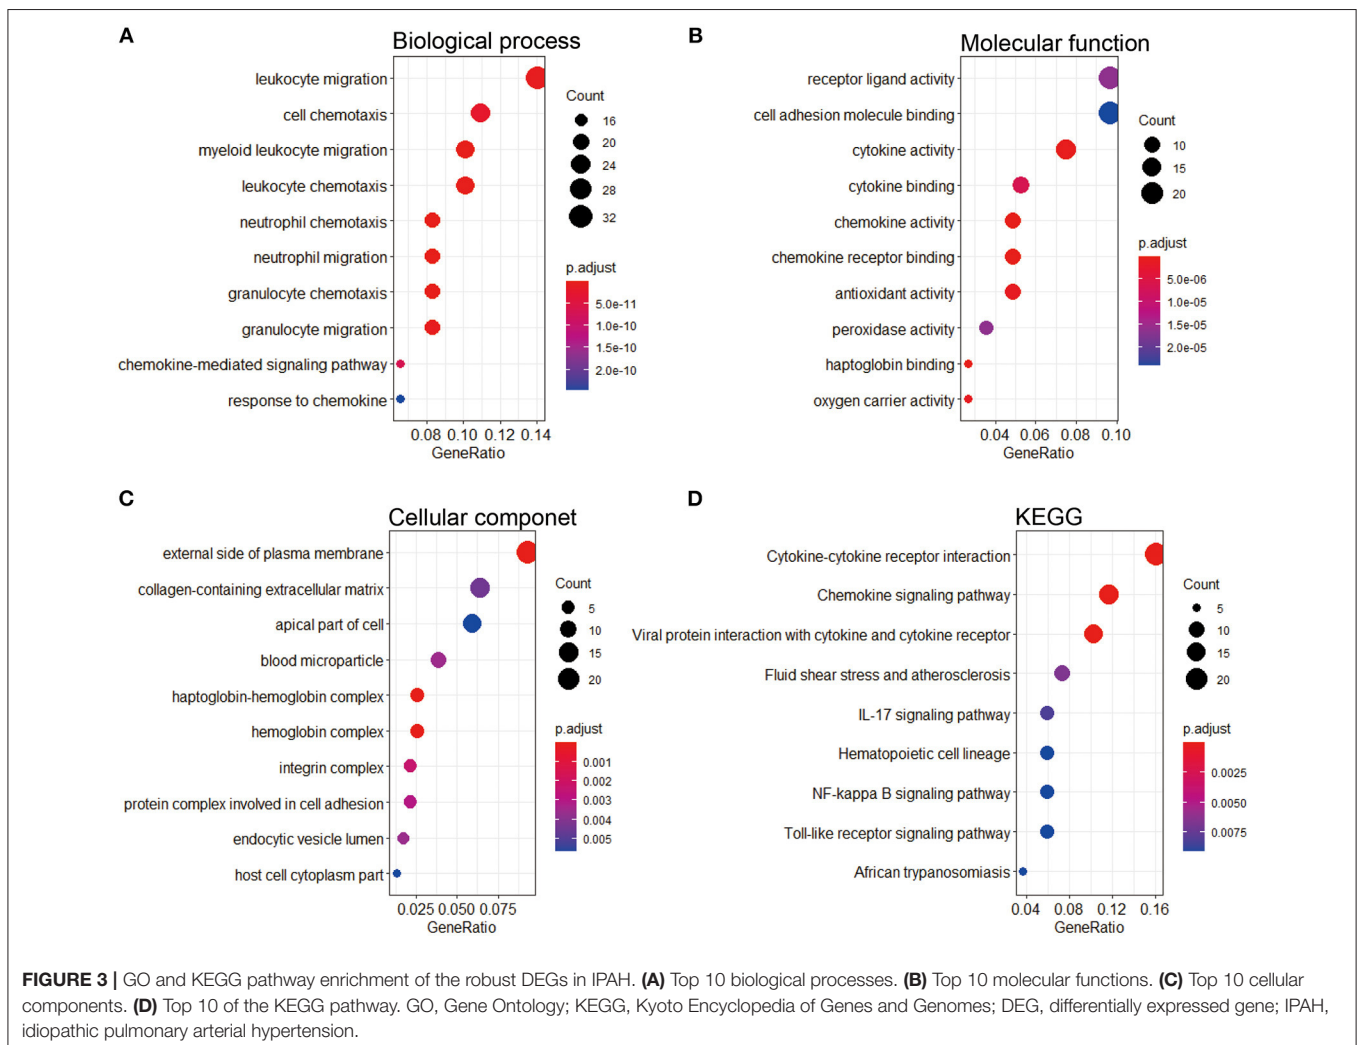 A
Biological process
leukocyte migration
cell chemotaxis
myeloid leukocyte migration
leukocyte chemotaxis
neutrophil chemotaxis
neutrophil migration
granulocyte chemotaxis
granulocyte migration
chemokine-mediated signaling pathway
response to chemokine
0.08 0.10 0.12 0.14
GeneRatio
Count
16
20
24
28
32
p.adjust
5.0e-11
1.0e-10
1.5e-10
2.0e-10
B
Molecular function
receptor ligand activity
cell adhesion molecule binding
cytokine activity
cytokine binding
chemokine activity
chemokine receptor binding
antioxidant activity
peroxidase activity
haptoglobin binding
oxygen carrier activity
0.04 0.06 0.08 0.10
GeneRatio
Count
10
15
20
p.adjust
5.0e-06
1.0e-05
1.5e-05
2.0e-05
C
Cellular componet
external side of plasma membrane
collagen-containing extracellular matrix
apical part of cell
blood microparticle
haptoglobin-hemoglobin complex
hemoglobin complex
integrin complex
protein complex involved in cell adhesion
endocytic vesicle lumen
host cell cytoplasm part
0.025 0.050 0.075
GeneRatio
Count
5
10
15
20
p.adjust
0.001
0.002
0.003
0.004
0.005
D
KEGG
Cytokine-cytokine receptor interaction
Chemokine signaling pathway
Viral protein interaction with cytokine and cytokine receptor
Fluid shear stress and atherosclerosis
IL-17 signaling pathway
Hematopoietic cell lineage
NF-kappa B signaling pathway
Toll-like receptor signaling pathway
African trypanosomiasis
0.04 0.08 0.12 0.16
GeneRatio
Count
5
10
15
20
p.adjust
0.0025
0.0050
0.0075
FIGURE 3 | GO and KEGG pathway enrichment of the robust DEGs in IPAH. (A) Top 10 biological processes. (B) Top 10 molecular functions. (C) Top 10 cellular
components. (D) Top 10 of the KEGG pathway. GO, Gene Ontology; KEGG, Kyoto Encyclopedia of Genes and Genomes; DEG, differentially expressed gene; IPAH,
idiopathic pulmonary arterial hypertension.